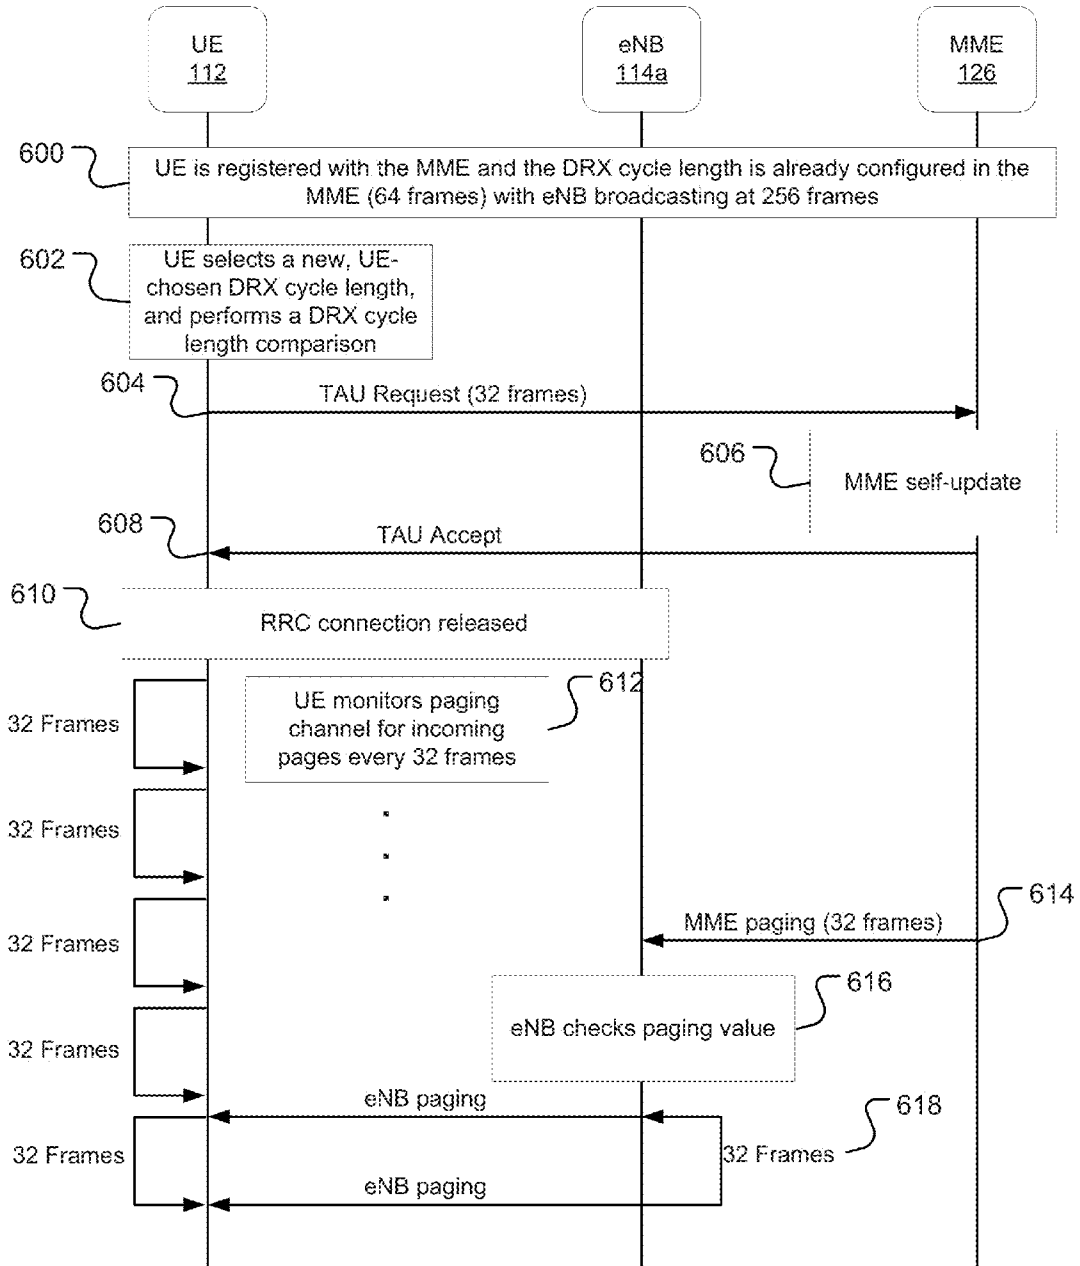 UE
112
eNB
114a
MME
126
600
UE is registered with the MME and the DRX cycle length is already configured in the
MME (64 frames) with eNB broadcasting at 256 frames
602
UE selects a new, UE-
chosen DRX cycle length,
and performs a DRX cycle
length comparison
604
TAU Request (32 frames)
606
MME self-update
608
TAU Accept
610
RRC connection released
612
UE monitors paging
channel for incoming
pages every 32 frames
32 Frames
32 Frames
614
MME paging (32 frames)
32 Frames
616
eNB checks paging value
32 Frames
eNB paging
618
32 Frames
32 Frames
eNB paging